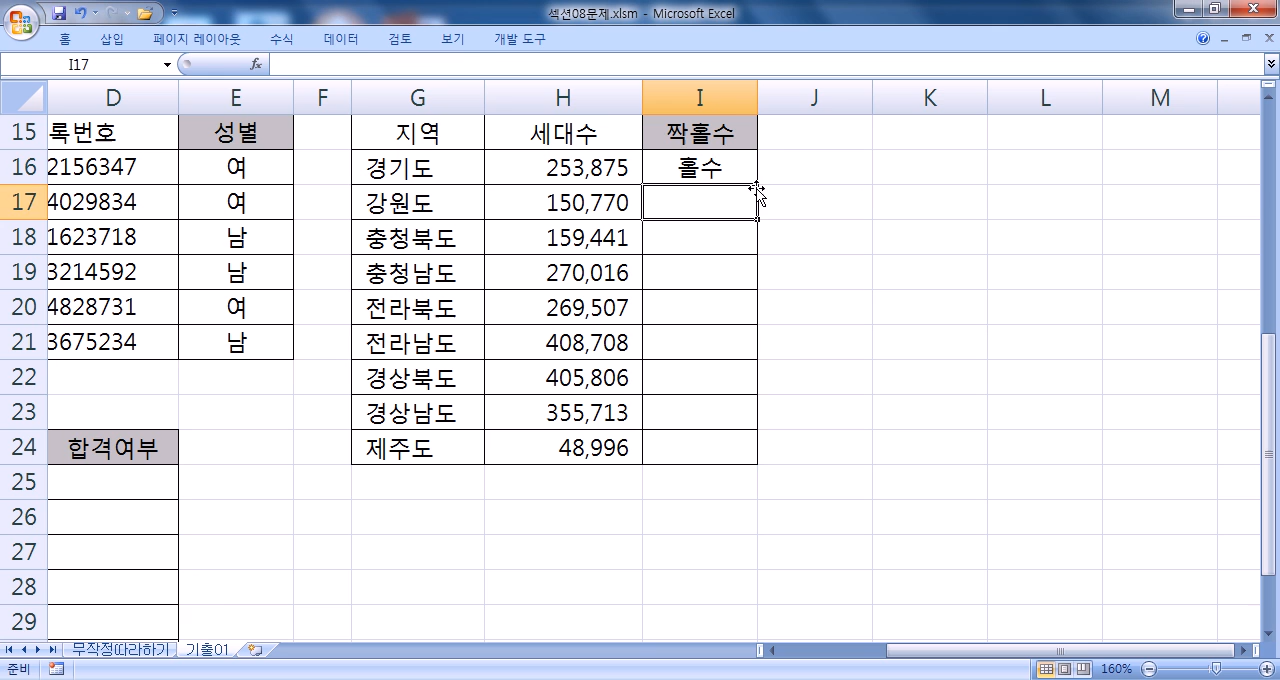 섹션08문제.xlsm - Microsoft Excel
홈 삽입 페이지 레이아웃 수식 데이터 검토 보기 개발 도구
I17 fx
D E F G H I J K L M
15 록번호 성별 지역 세대수 짝홀수
16 2156347 여 경기도 253,875 홀수
17 4029834 여 강원도 150,770
18 1623718 남 충청북도 159,441
19 3214592 남 충청남도 270,016
20 4828731 여 전라북도 269,507
21 3675234 남 전라남도 408,708
22 경상북도 405,806
23 경상남도 355,713
24 합격여부 제주도 48,996
25
26
27
28
29
무작정따라하기 기출01
준비 160%